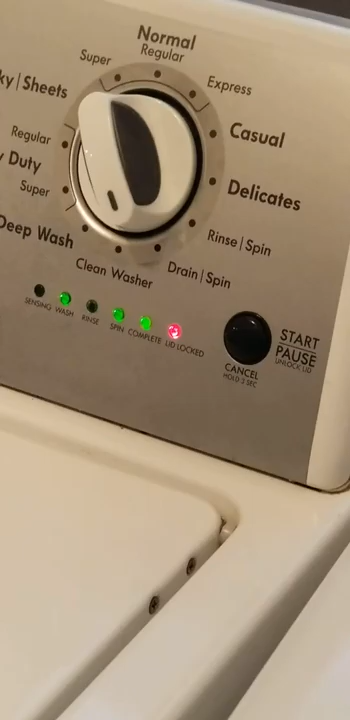 Normal
Regular
Super
Express
ky|Sheets
Casual
Regular
y Duty
Super
Delicates
Deep Wash
Rinse|Spin
Clean Washer
Drain|Spin
SENSING WASH RINSE SPIN COMPLETE LID LOCKED
START
PAUSE
UNLOCK LID
CANCEL
HOLD 3 SEC